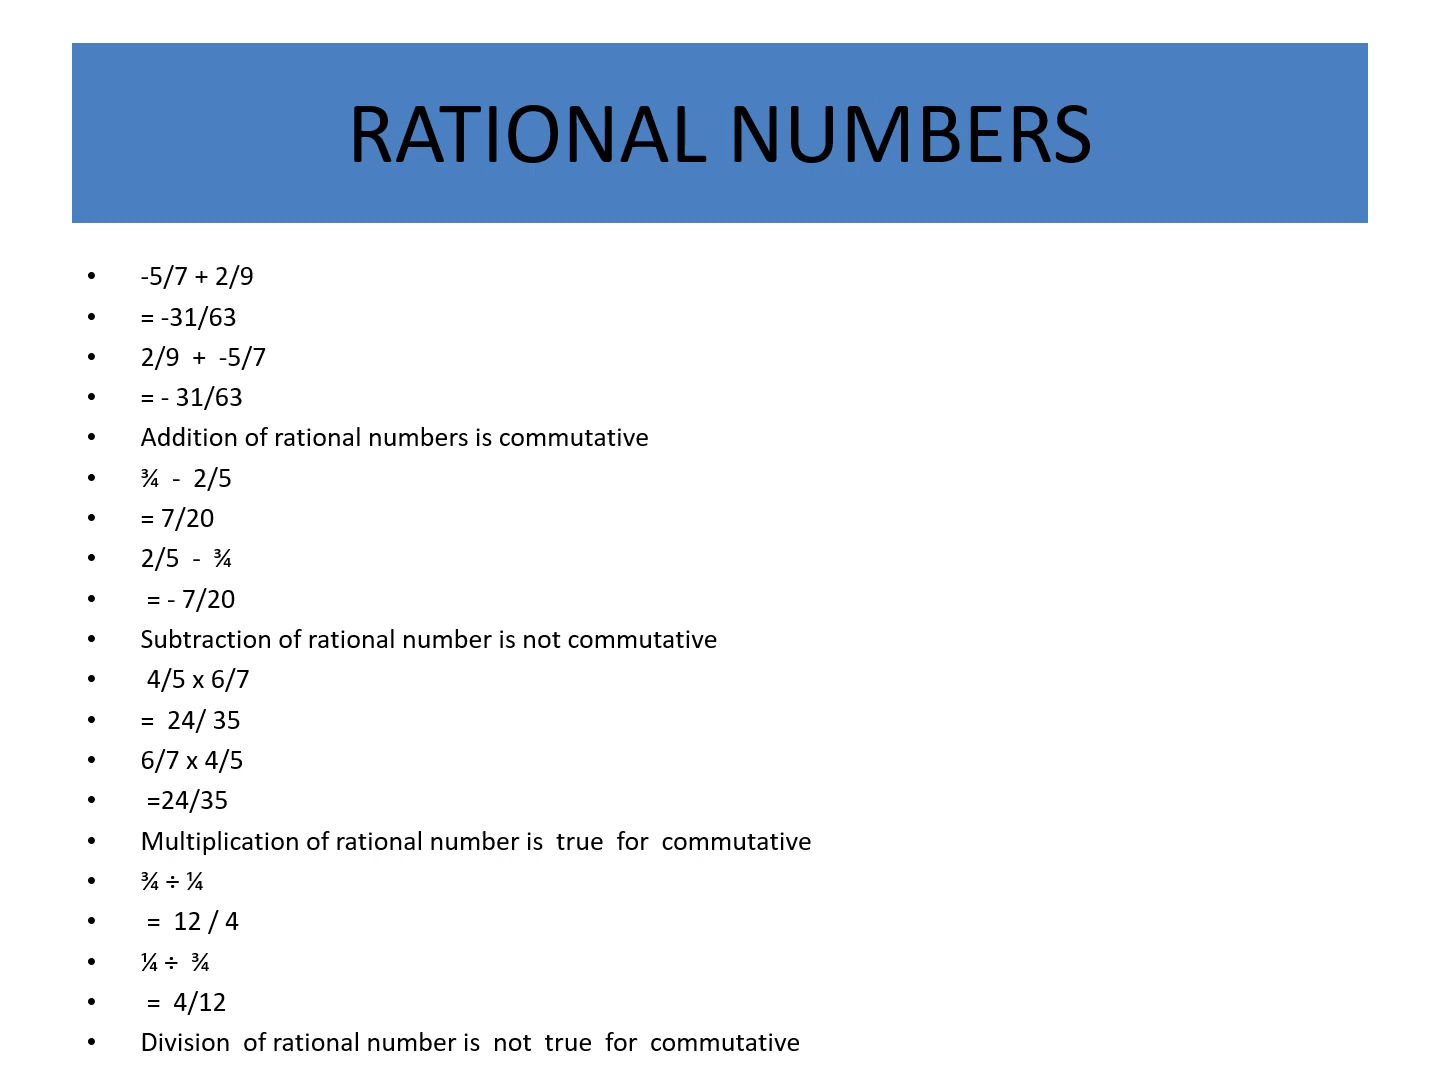 RATIONAL NUMBERS
• -5/7 + 2/9
• = -31/63
• 2/9  +  -5/7
• = - 31/63
• Addition of rational numbers is commutative
• ¾  -  2/5
• = 7/20
• 2/5  -  ¾
•  = - 7/20
• Subtraction of rational number is not commutative
•  4/5 x 6/7
• =  24/ 35
• 6/7 x 4/5
•  =24/35
• Multiplication of rational number is  true  for  commutative
• ¾ ÷ ¼
•  =  12 / 4
• ¼ ÷  ¾
•  =  4/12
• Division  of rational number is  not  true  for  commutative